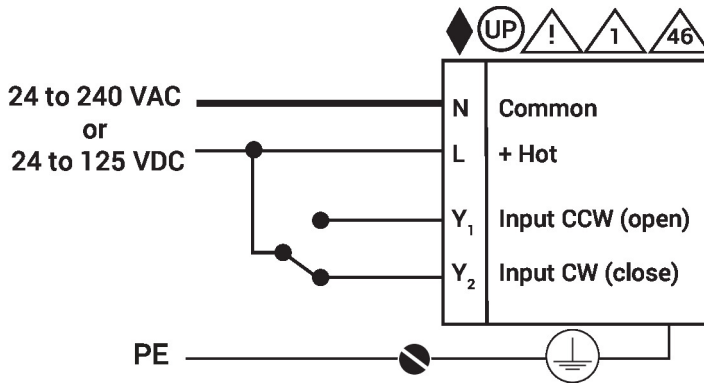 UP ! 1 46
24 to 240 VAC
or
24 to 125 VDC
N Common
L + Hot
Y₁ Input CCW (open)
Y₂ Input CW (close)
PE